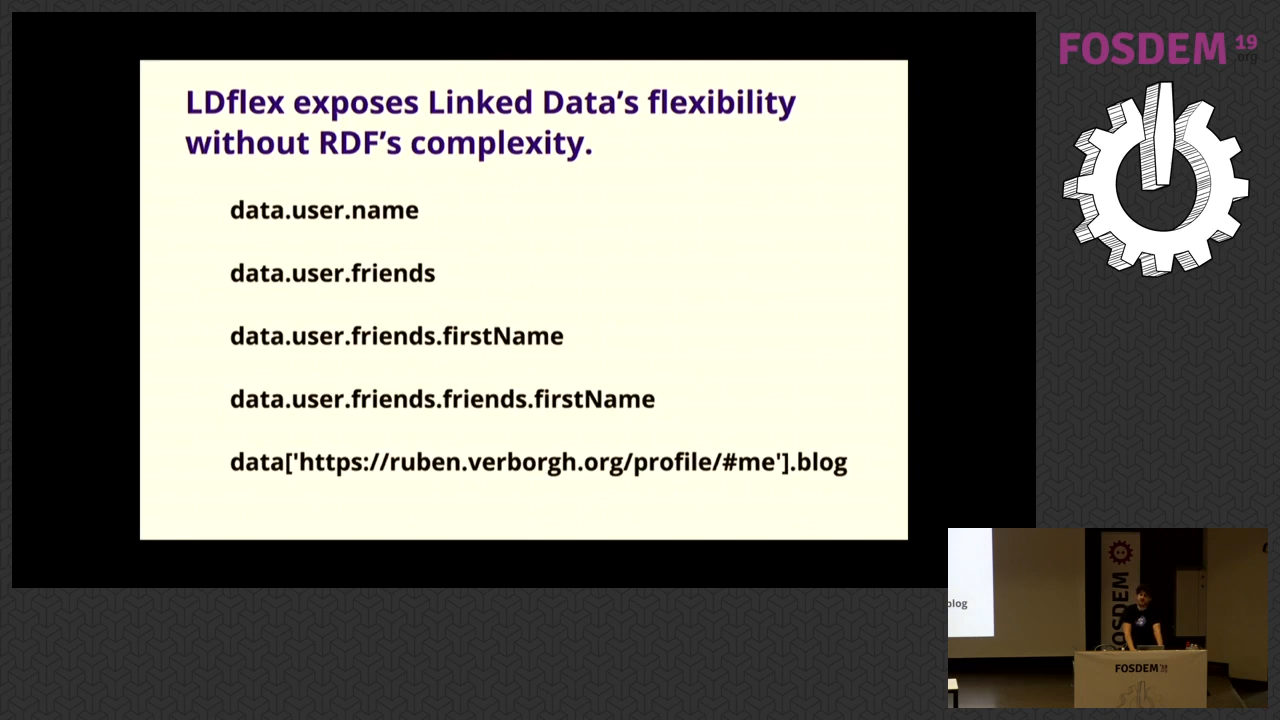 LDflex exposes Linked Data's flexibility
without RDF's complexity.
data.user.name
data.user.friends
data.user.friends.firstName
data.user.friends.friends.firstName
data['https://ruben.verborgh.org/profile/#me'].blog
FOSDEM 19
.org
blog
FOSDEM
FOSDEM 19